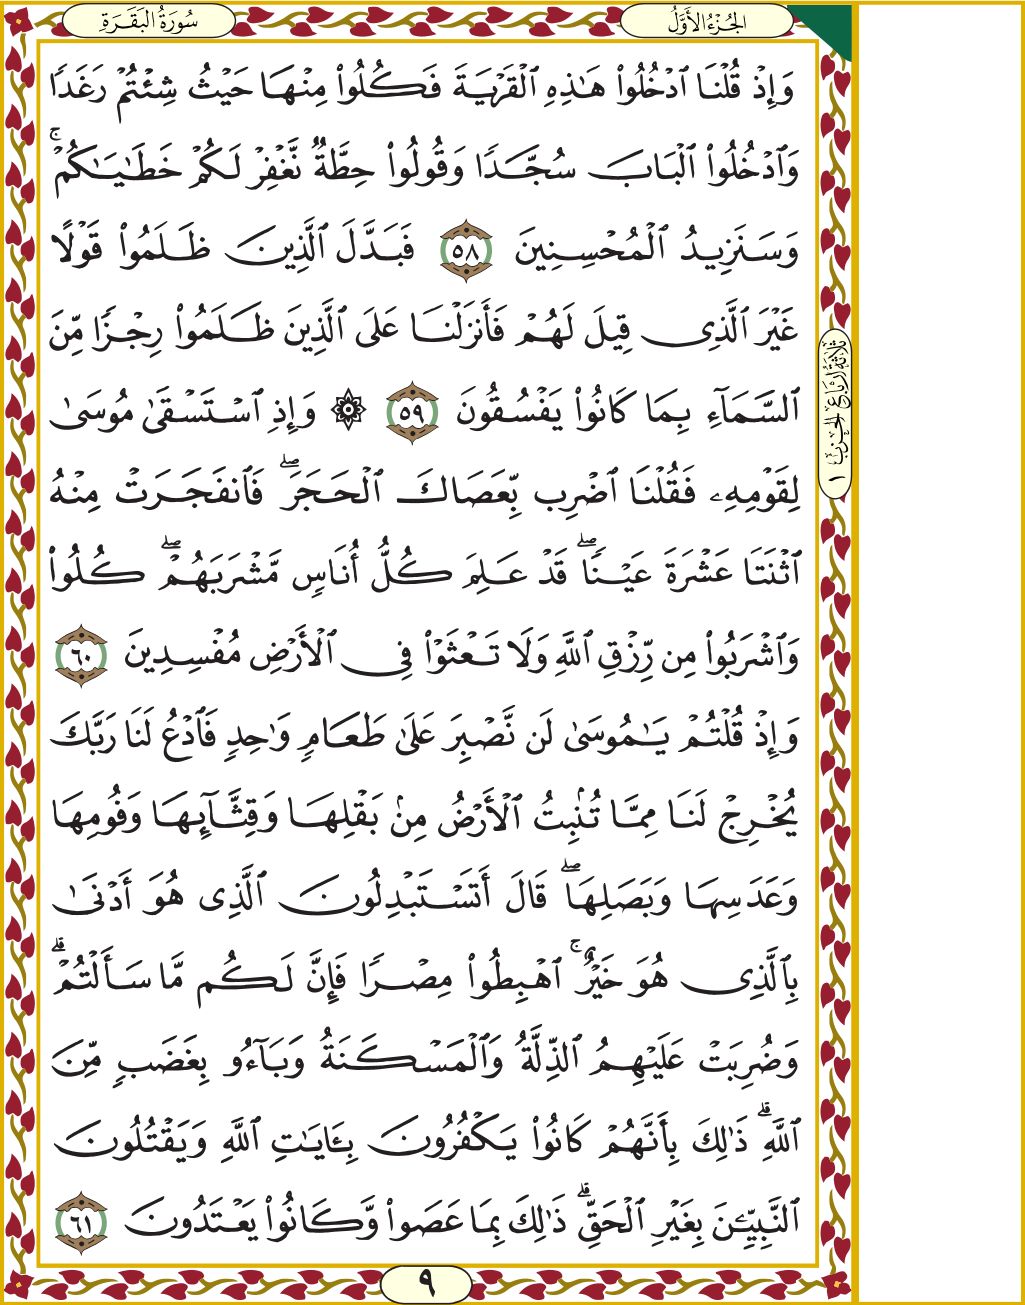 الجُزْءُ الأَوَّلُ
سُورَةُ البَقَرَةِ
وَإِذْ قُلْنَا ٱدْخُلُوا۟ هَـٰذِهِ ٱلْقَرْيَةَ فَكُلُوا۟ مِنْهَا حَيْثُ شِئْتُمْ رَغَدًا
وَٱدْخُلُوا۟ ٱلْبَابَ سُجَّدًا وَقُولُوا۟ حِطَّةٌ نَّغْفِرْ لَكُمْ خَطَـٰيَـٰكُمْ ۚ
وَسَنَزِيدُ ٱلْمُحْسِنِينَ ٥٨ فَبَدَّلَ ٱلَّذِينَ ظَلَمُوا۟ قَوْلًا
غَيْرَ ٱلَّذِى قِيلَ لَهُمْ فَأَنزَلْنَا عَلَى ٱلَّذِينَ ظَلَمُوا۟ رِجْزًا مِّنَ
ٱلسَّمَآءِ بِمَا كَانُوا۟ يَفْسُقُونَ ٥٩ ۞ وَإِذِ ٱسْتَسْقَىٰ مُوسَىٰ
لِقَوْمِهِۦ فَقُلْنَا ٱضْرِب بِّعَصَاكَ ٱلْحَجَرَ ۖ فَٱنفَجَرَتْ مِنْهُ
ٱثْنَتَا عَشْرَةَ عَيْنًا ۖ قَدْ عَلِمَ كُلُّ أُنَاسٍ مَّشْرَبَهُمْ ۖ كُلُوا۟
وَٱشْرَبُوا۟ مِن رِّزْقِ ٱللَّهِ وَلَا تَعْثَوْا۟ فِى ٱلْأَرْضِ مُفْسِدِينَ ٦٠
وَإِذْ قُلْتُمْ يَـٰمُوسَىٰ لَن نَّصْبِرَ عَلَىٰ طَعَامٍ وَٰحِدٍ فَٱدْعُ لَنَا رَبَّكَ
يُخْرِجْ لَنَا مِمَّا تُنۢبِتُ ٱلْأَرْضُ مِنۢ بَقْلِهَا وَقِثَّآئِهَا وَفُومِهَا
وَعَدَسِهَا وَبَصَلِهَا ۖ قَالَ أَتَسْتَبْدِلُونَ ٱلَّذِى هُوَ أَدْنَىٰ
بِٱلَّذِى هُوَ خَيْرٌ ۚ ٱهْبِطُوا۟ مِصْرًا فَإِنَّ لَكُم مَّا سَأَلْتُمْ ۗ
وَضُرِبَتْ عَلَيْهِمُ ٱلذِّلَّةُ وَٱلْمَسْكَنَةُ وَبَآءُو بِغَضَبٍ مِّنَ
ٱللَّهِ ۗ ذَٰلِكَ بِأَنَّهُمْ كَانُوا۟ يَكْفُرُونَ بِـَٔايَـٰتِ ٱللَّهِ وَيَقْتُلُونَ
ٱلنَّبِيِّـۧنَ بِغَيْرِ ٱلْحَقِّ ۗ ذَٰلِكَ بِمَا عَصَوا۟ وَّكَانُوا۟ يَعْتَدُونَ ٦١
ثَلَاثَةُ أَرْبَاعِ الحِزْبِ ١
٩